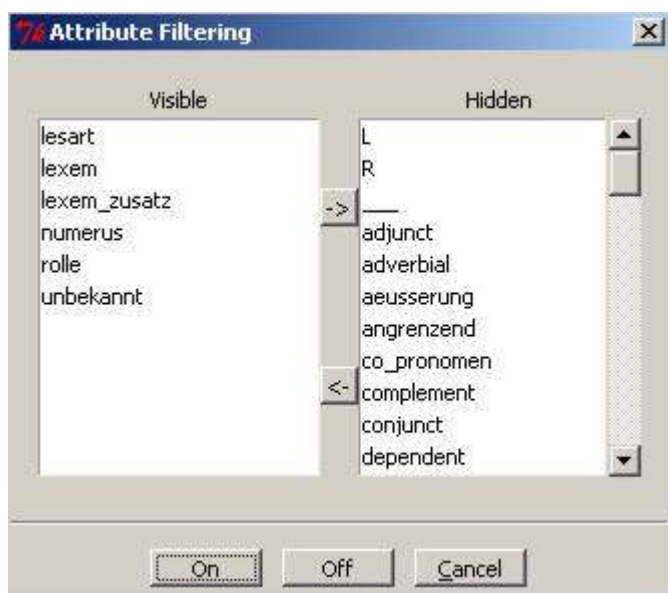 Attribute Filtering
Visible
lesart
lexem
lexem_zusatz
numerus
rolle
unbekannt
->
<-
Hidden
L
R
___
adjunct
adverbial
aeusserung
angrenzend
co_pronomen
complement
conjunct
dependent
On
Off
Cancel